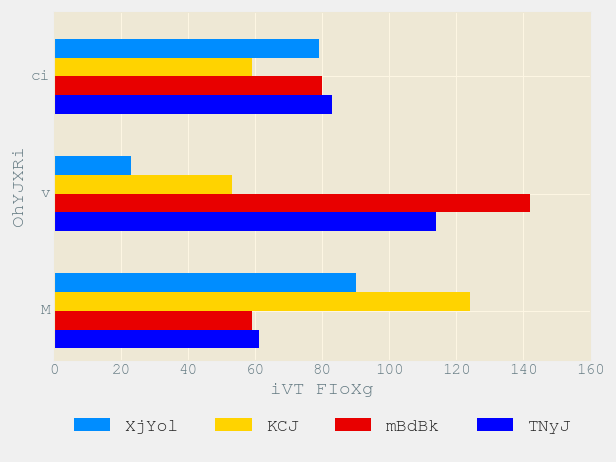 ci
v
M
OhYJXRi
0 20 40 60 80 100 120 140 160
iVT FIoXg
XjYol KCJ mBdBk TNyJ